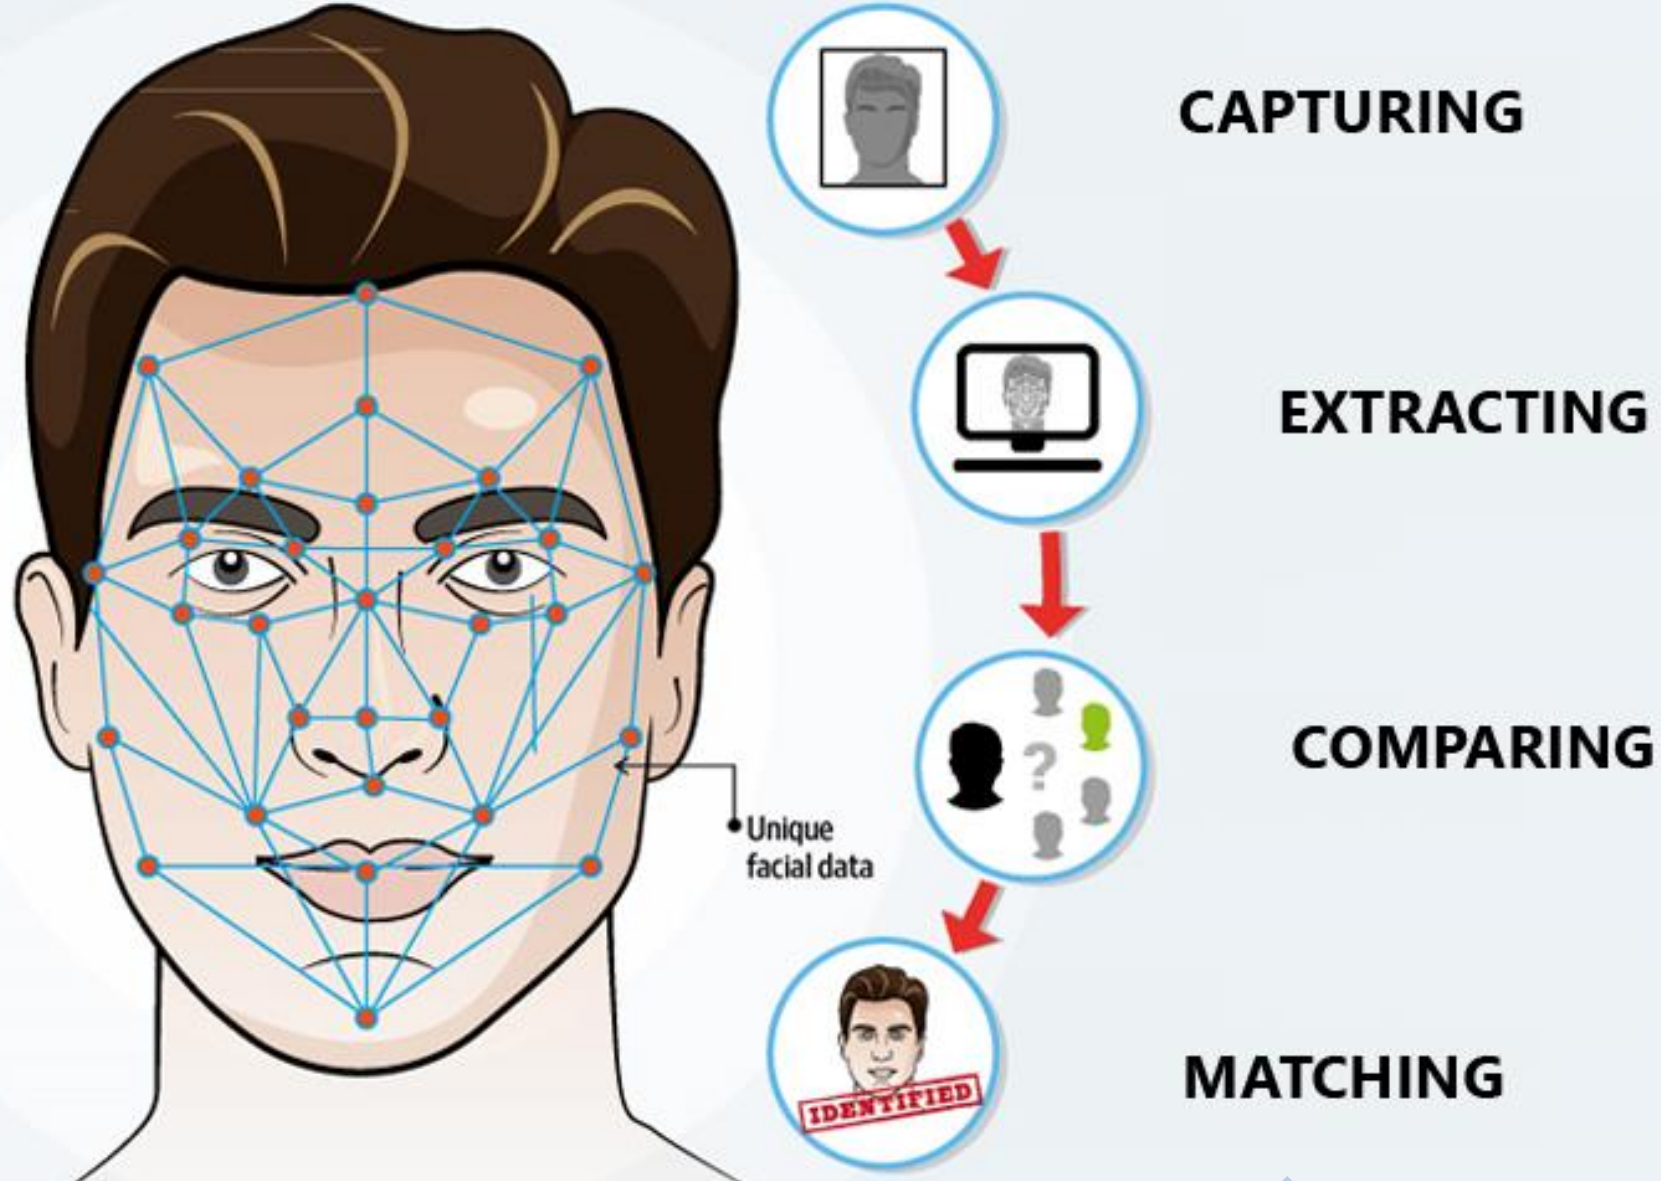 CAPTURING
EXTRACTING
?
COMPARING
Unique
facial data
IDENTIFIED
MATCHING